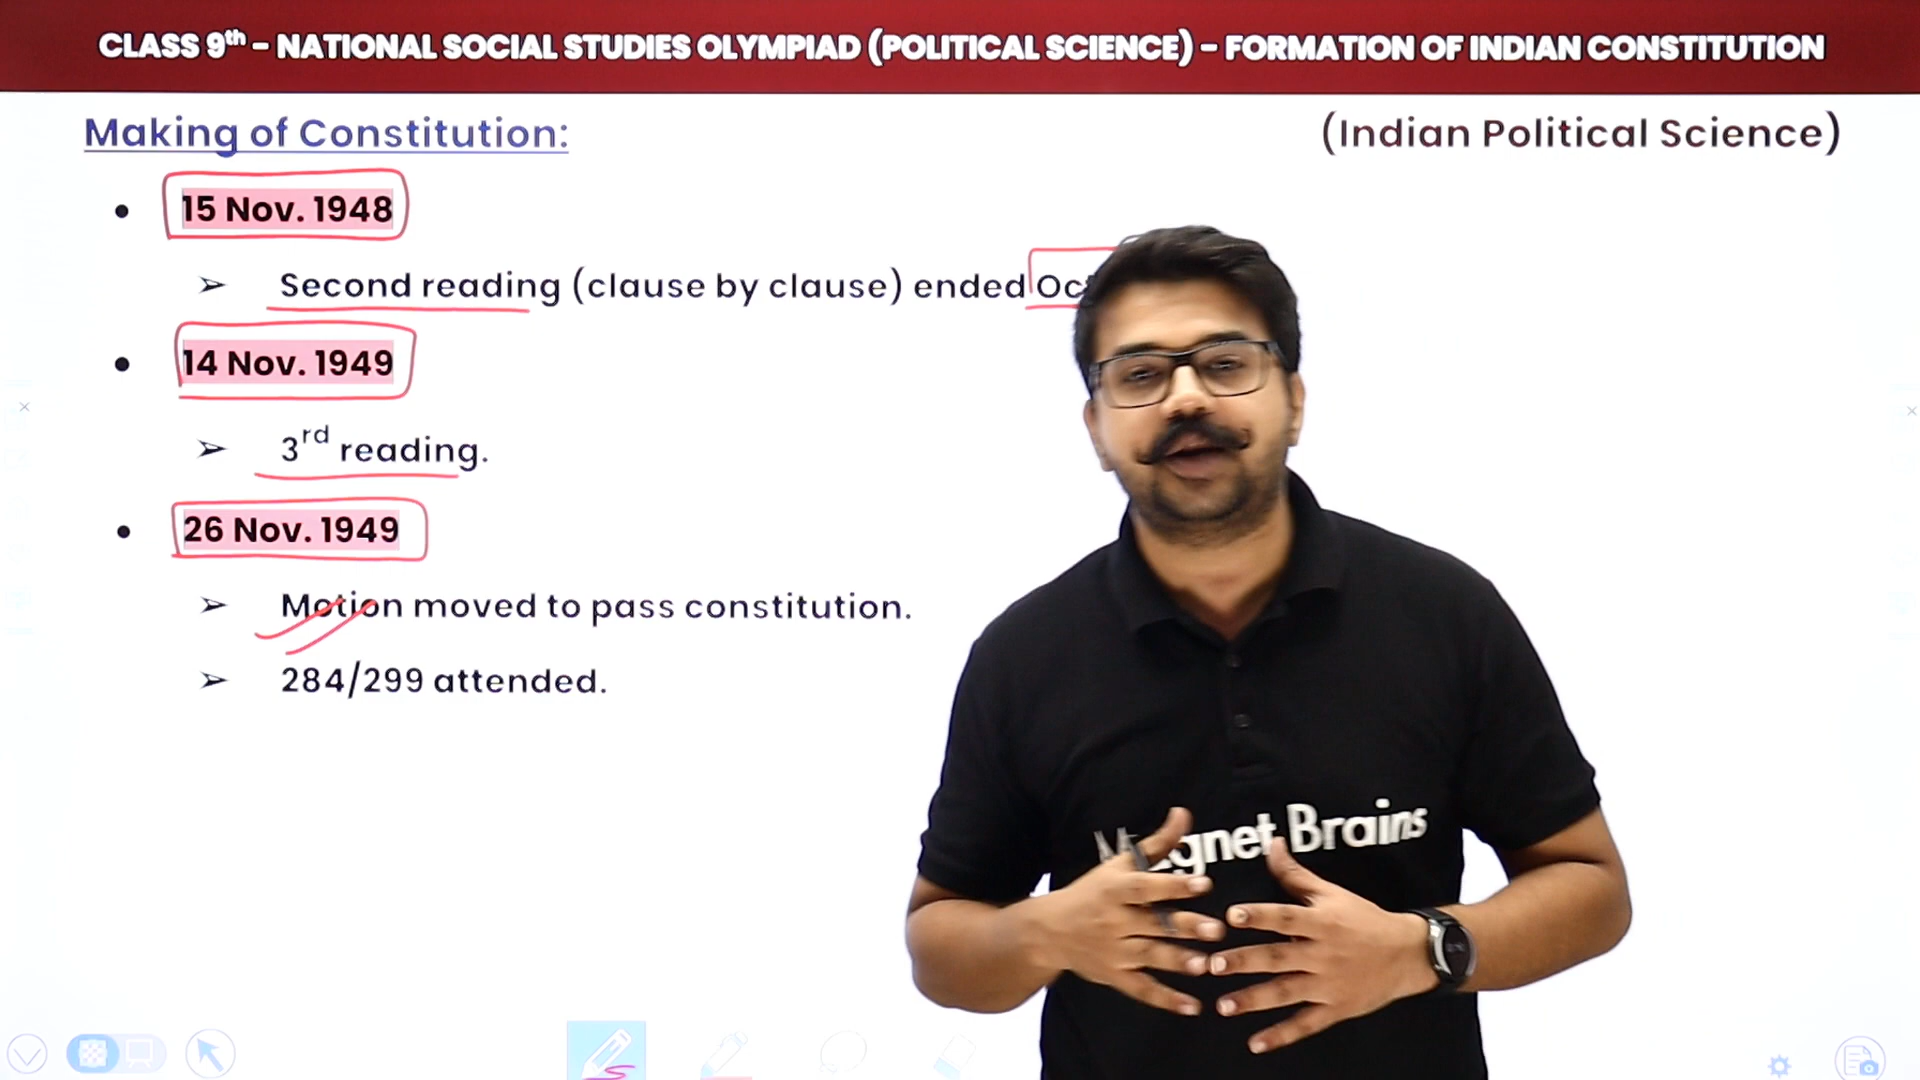 CLASS 9th – NATIONAL SOCIAL STUDIES OLYMPIAD (POLITICAL SCIENCE) – FORMATION OF INDIAN CONSTITUTION
Making of Constitution: (Indian Political Science)
• 15 Nov. 1948
➢ Second reading (clause by clause) ended
• 14 Nov. 1949
➢ 3rd reading.
• 26 Nov. 1949
➢ Motion moved to pass constitution.
➢ 284/299 attended.
Brains